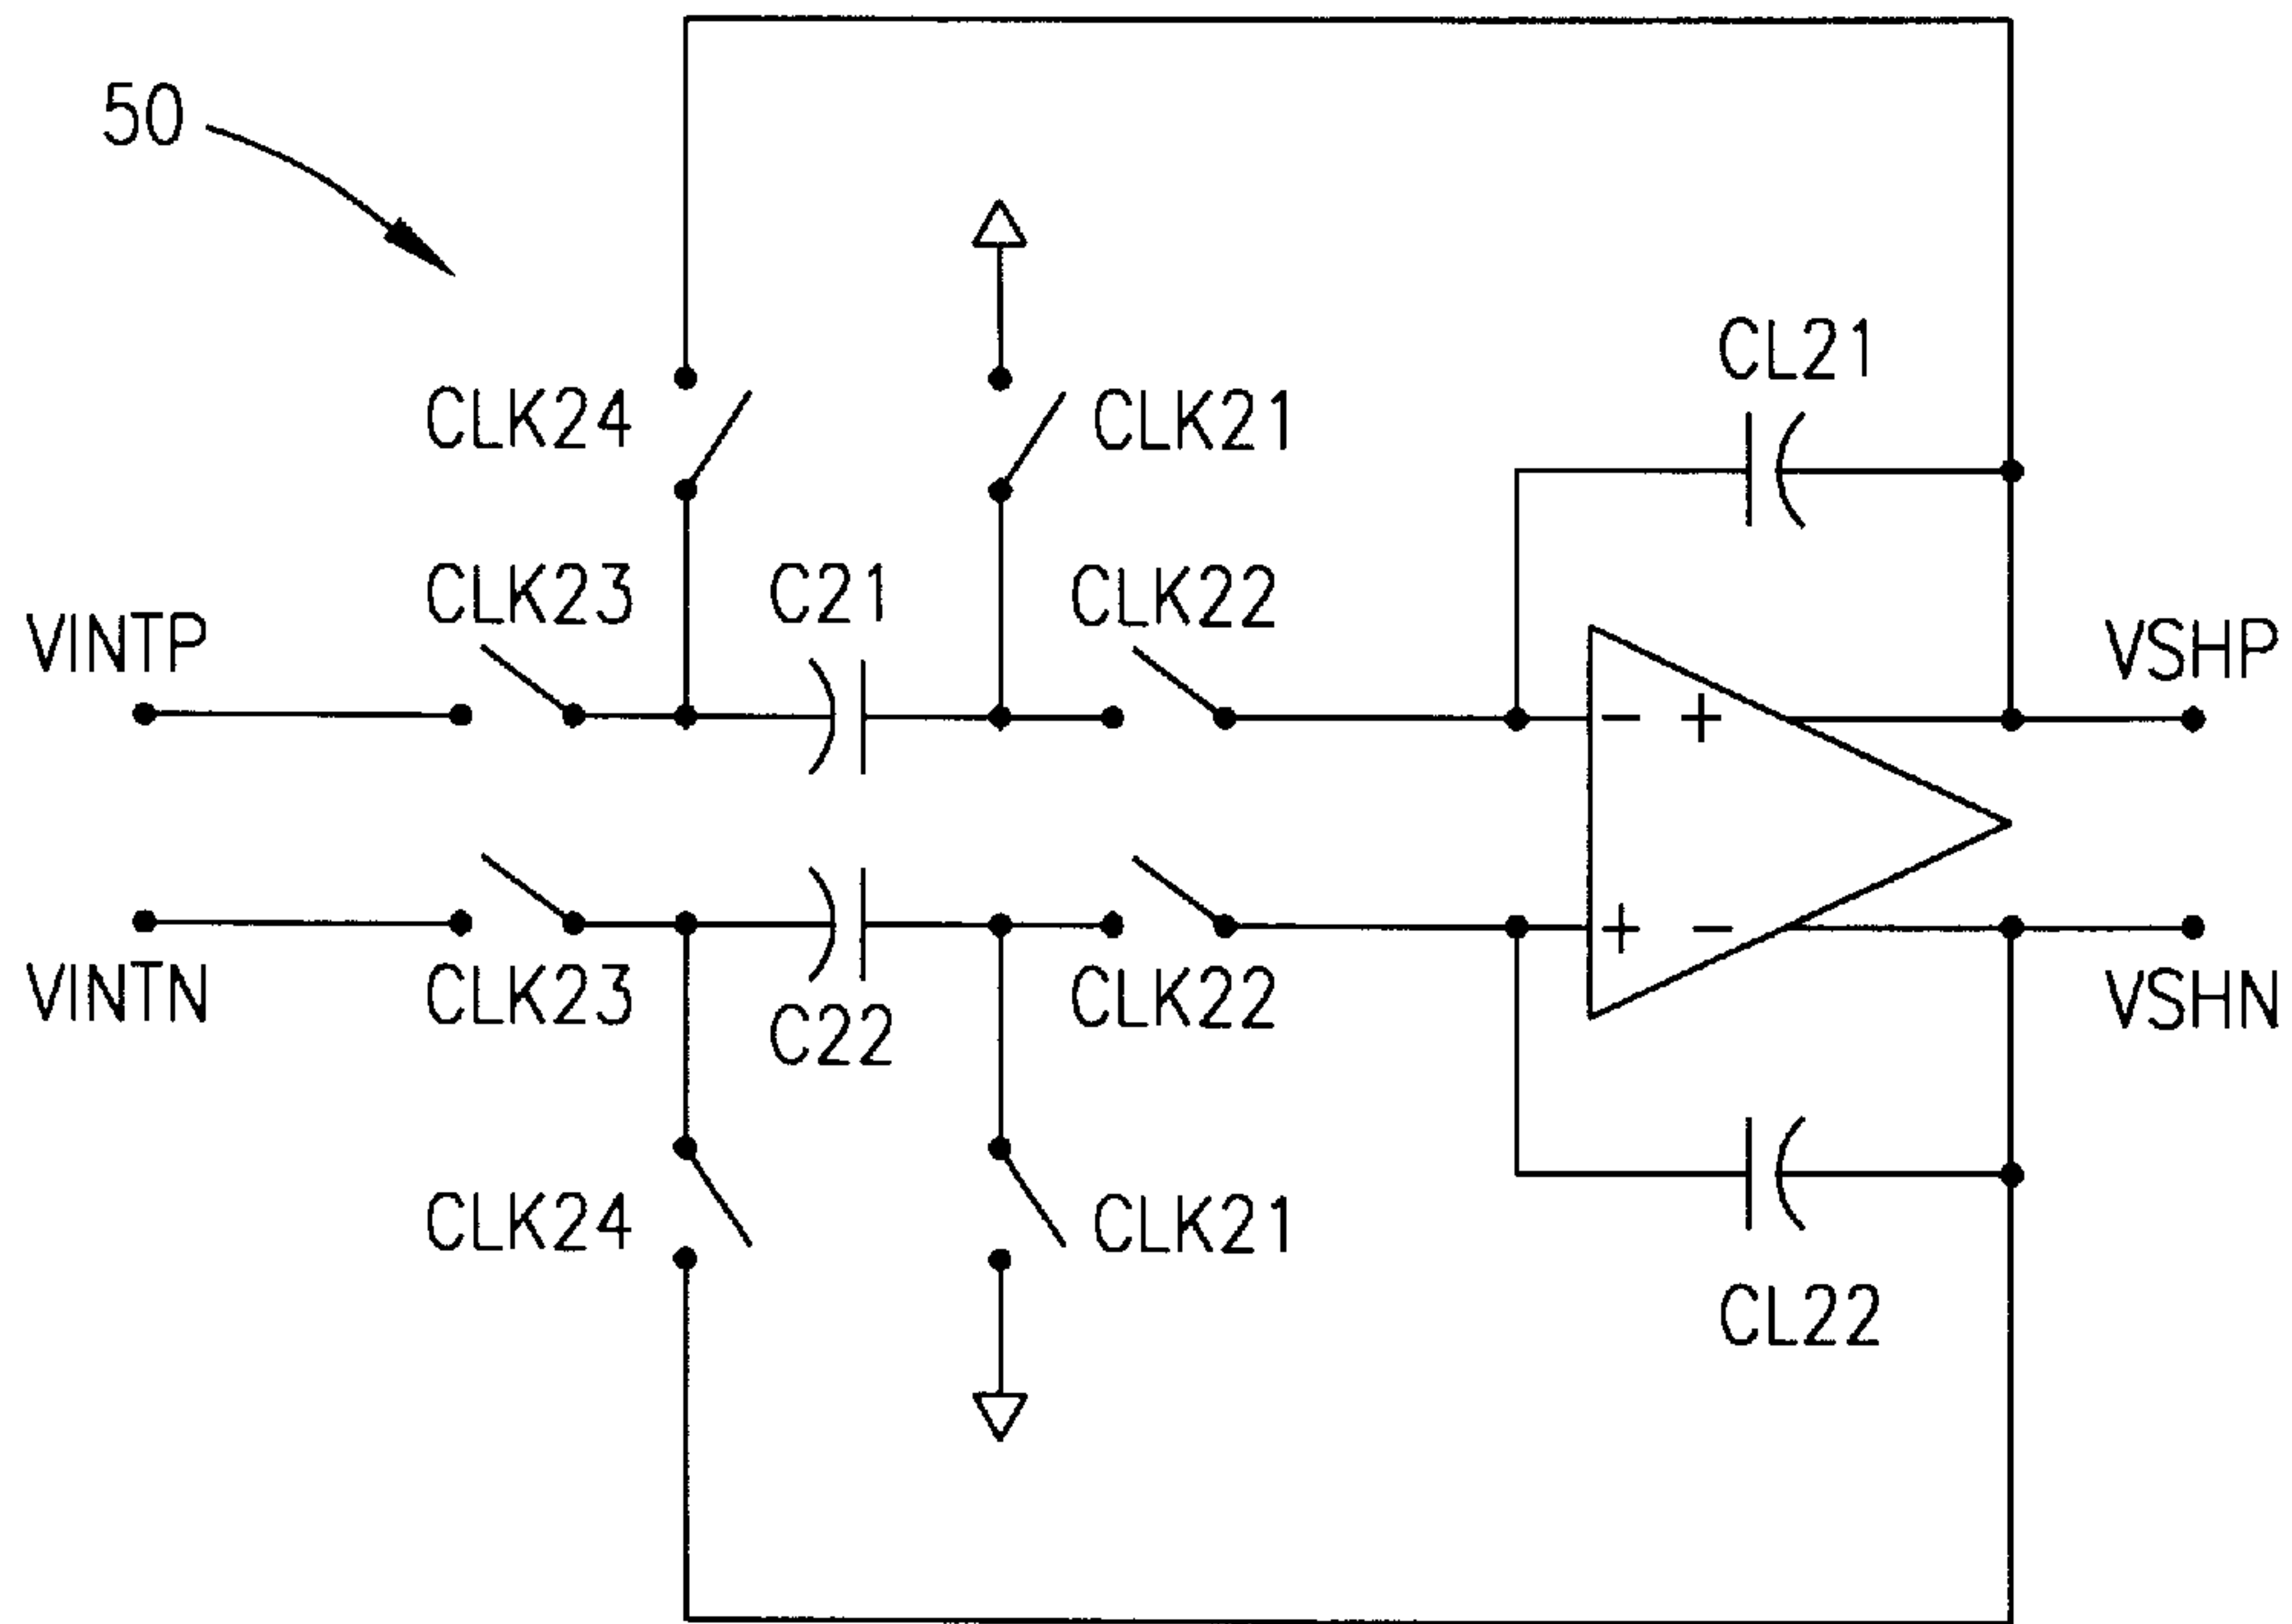 50
CL21
CLK24
CLK21
CLK23
C21
CLK22
VINTP
VSHP
- +
+ -
VINTN
CLK23
C22
CLK22
VSHN
CLK24
CLK21
CL22